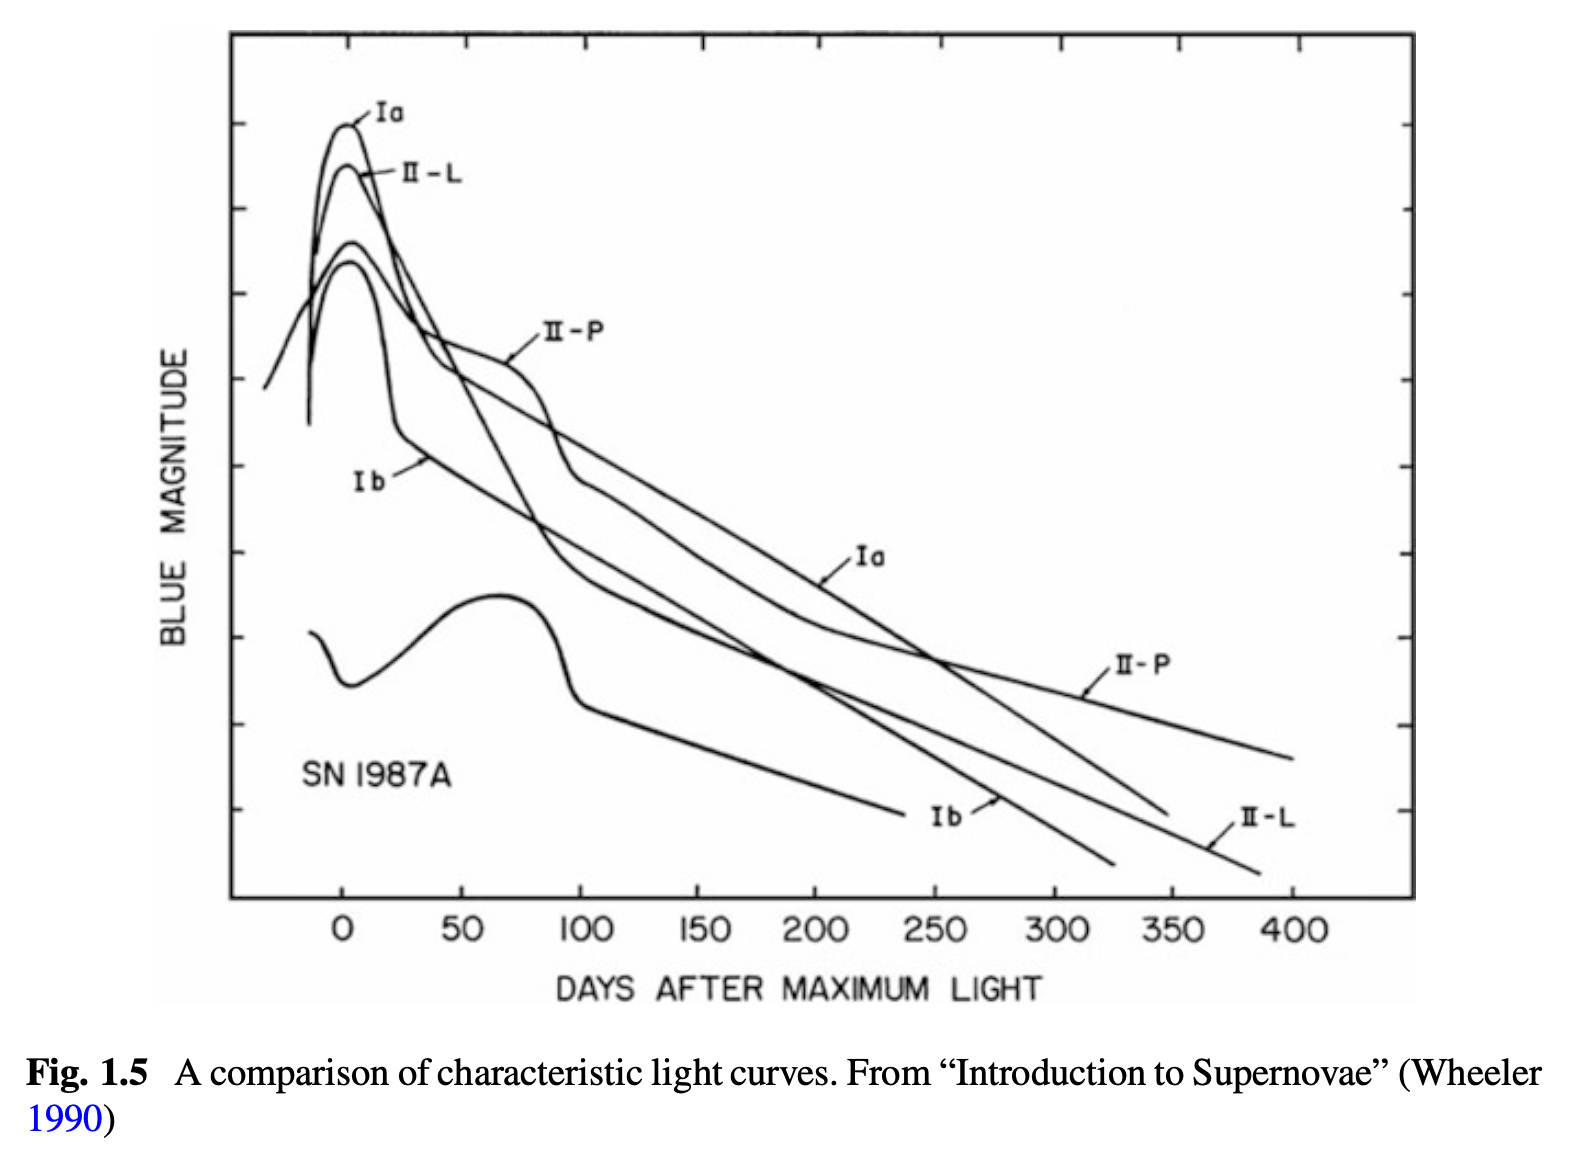 Ia
II-L
II-P
Ib
Ia
II-P
SN 1987A
Ib
II-L
BLUE MAGNITUDE
0 50 100 150 200 250 300 350 400
DAYS AFTER MAXIMUM LIGHT
Fig. 1.5 A comparison of characteristic light curves. From “Introduction to Supernovae” (Wheeler
1990)